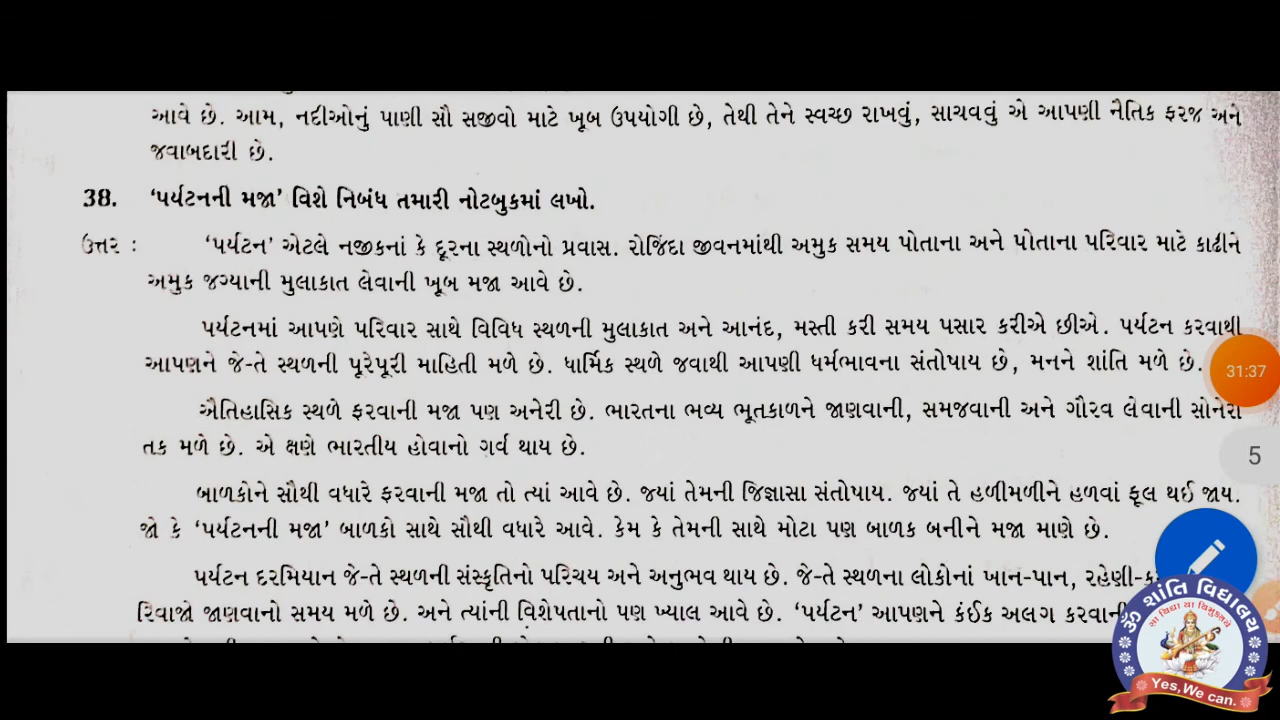 આવે છે. આમ, નદીઓનું પાણી સૌ સજીવો માટે ખૂબ ઉપયોગી છે, તેથી તેને સ્વચ્છ રાખવું, સાચવવું એ આપણી નૈતિક ફરજ અને
જવાબદારી છે.
38. ‘પર્યટનની મજા’ વિશે નિબંધ તમારી નોટબુકમાં લખો.
ઉત્તર : ‘પર્યટન’ એટલે નજીકનાં કે દૂરના સ્થળોનો પ્રવાસ. રોજિંદા જીવનમાંથી અમુક સમય પોતાના અને પોતાના પરિવાર માટે કાઢીને
અમુક જગ્યાની મુલાકાત લેવાની ખૂબ મજા આવે છે.
પર્યટનમાં આપણે પરિવાર સાથે વિવિધ સ્થળની મુલાકાત અને આનંદ, મસ્તી કરી સમય પસાર કરીએ છીએ. પર્યટન કરવાથી
આપણને જે-તે સ્થળની પૂરેપૂરી માહિતી મળે છે. ધાર્મિક સ્થળે જવાથી આપણી ધર્મભાવના સંતોષાય છે, મનને શાંતિ મળે છે.
31:37
ઐતિહાસિક સ્થળે ફરવાની મજા પણ અનેરી છે. ભારતના ભવ્ય ભૂતકાળને જાણવાની, સમજવાની અને ગૌરવ લેવાની સોનેરી
તક મળે છે. એ ક્ષણે ભારતીય હોવાનો ગર્વ થાય છે.
5
બાળકોને સૌથી વધારે ફરવાની મજા તો ત્યાં આવે છે. જયાં તેમની જિજ્ઞાસા સંતોષાય. જયાં તે હળીમળીને હળવાં ફૂલ થઈ જાય.
જો કે ‘પર્યટનની મજા’ બાળકો સાથે સૌથી વધારે આવે. કેમ કે તેમની સાથે મોટા પણ બાળક બનીને મજા માણે છે.
પર્યટન દરમિયાન જે-તે સ્થળની સંસ્કૃતિનો પરિચય અને અનુભવ થાય છે. જે-તે સ્થળના લોકોનાં ખાન-પાન,
રિવાજો જાણવાનો સમય મળે છે. અને ત્યાંની વિશેષતાનો પણ ખ્યાલ આવે છે. ‘પર્યટન’ આપણને કંઈક અલગ કરવાની
ૐ શાંતિ વિદ્યાલય
સા વિદ્યા યા વિમુક્તયે
Yes, We can.